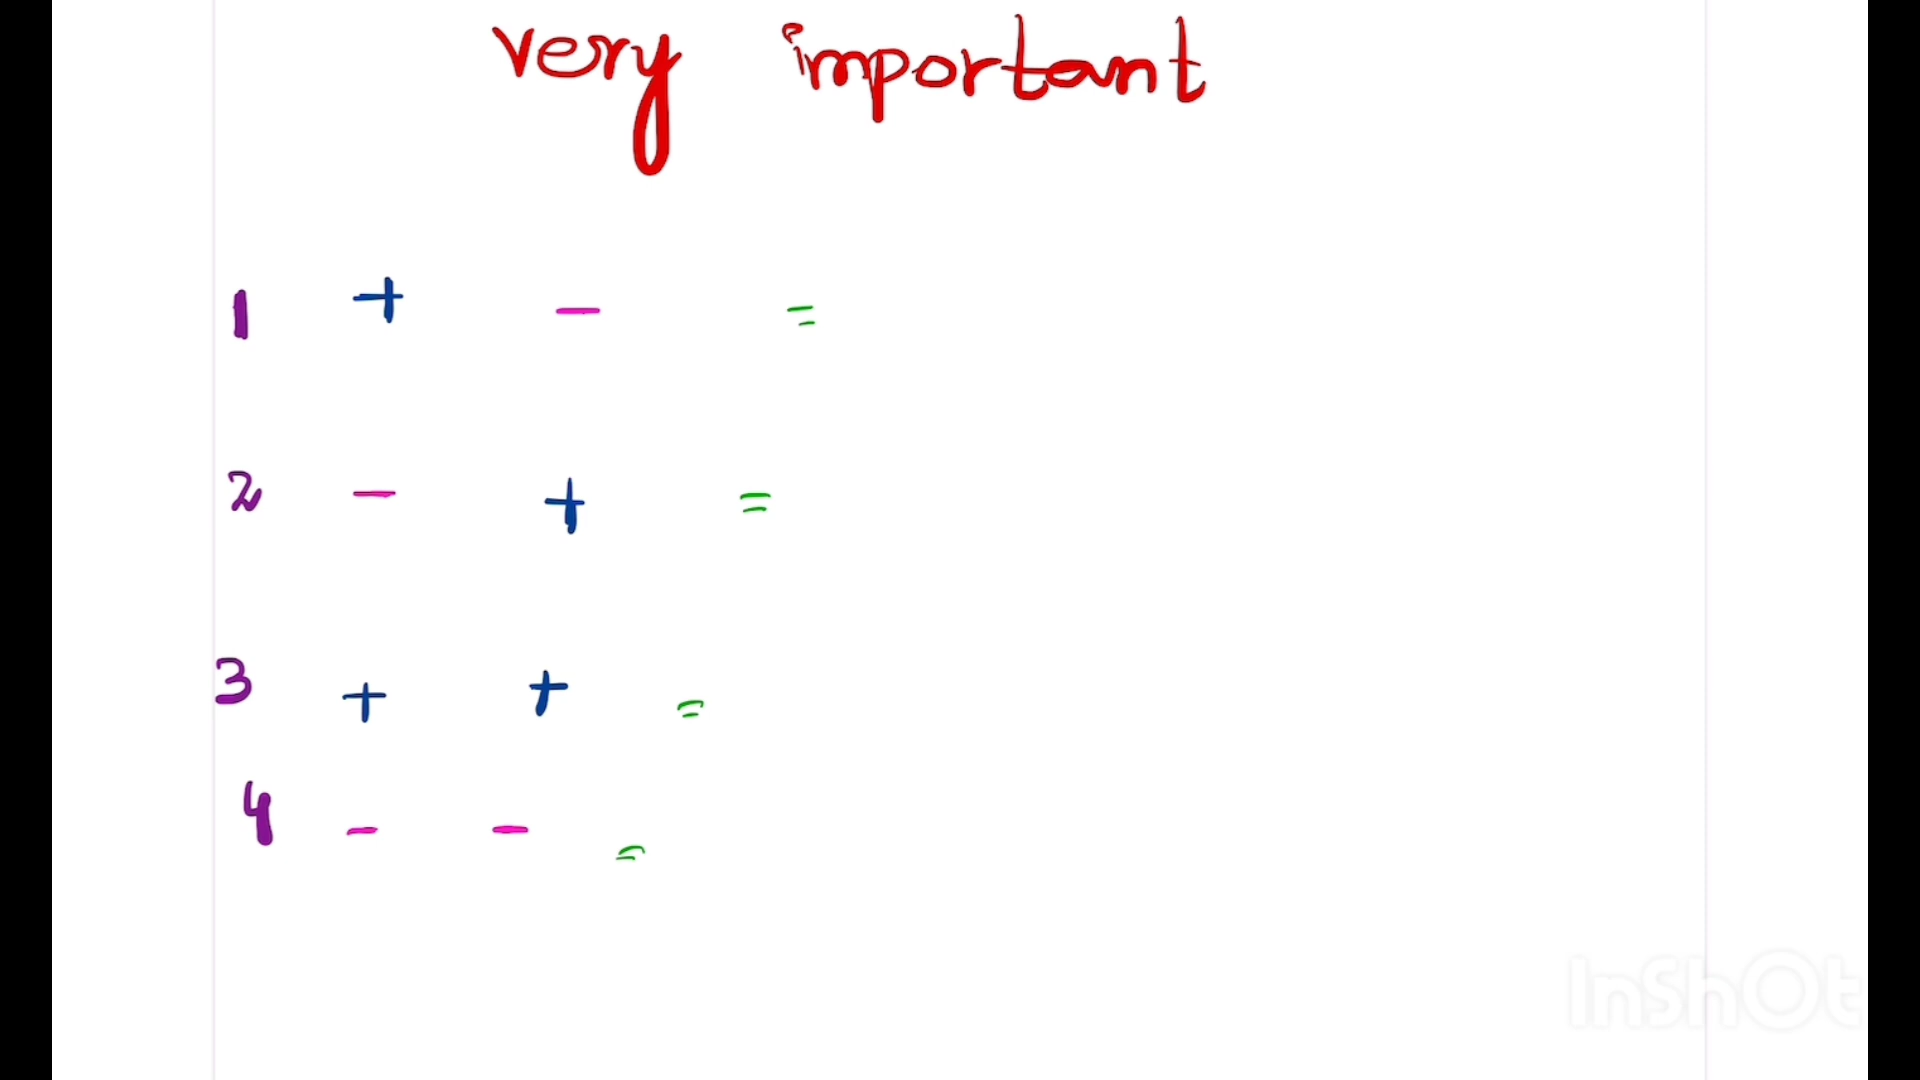 very important
1 + - =
2 - + =
3 + + =
4 - - =
InShOt